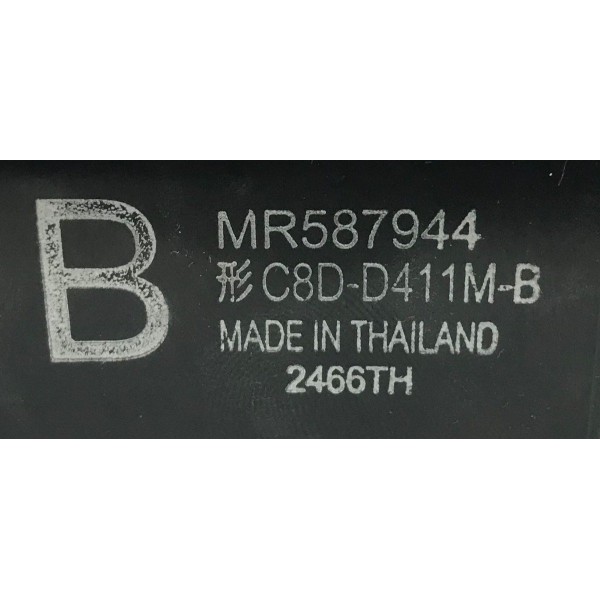 B
MR587944
形 C8D-D411M-B
MADE IN THAILAND
2466TH